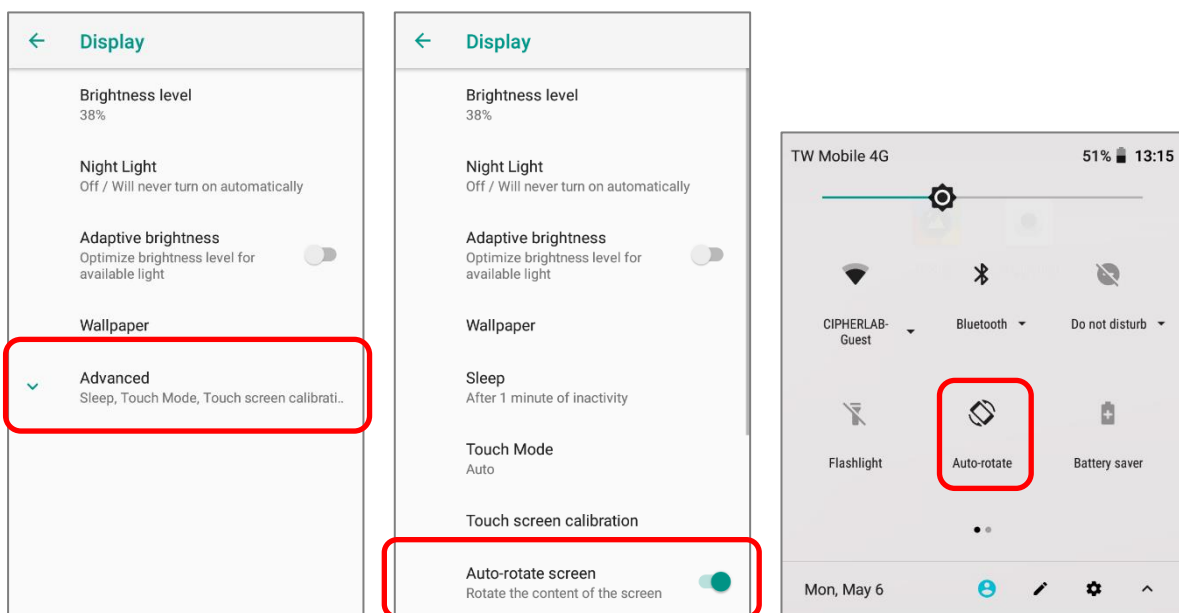 Display
Brightness level
38%
Night Light
Off / Will never turn on automatically
Adaptive brightness
Optimize brightness level for
available light
Wallpaper
Advanced
Sleep, Touch Mode, Touch screen calibrati..
Display
Brightness level
38%
Night Light
Off / Will never turn on automatically
Adaptive brightness
Optimize brightness level for
available light
Wallpaper
Sleep
After 1 minute of inactivity
Touch Mode
Auto
Touch screen calibration
Auto-rotate screen
Rotate the content of the screen
TW Mobile 4G 51% 13:15
CIPHERLAB-
Guest
Bluetooth
Do not disturb
Flashlight
Auto-rotate
Battery saver
Mon, May 6